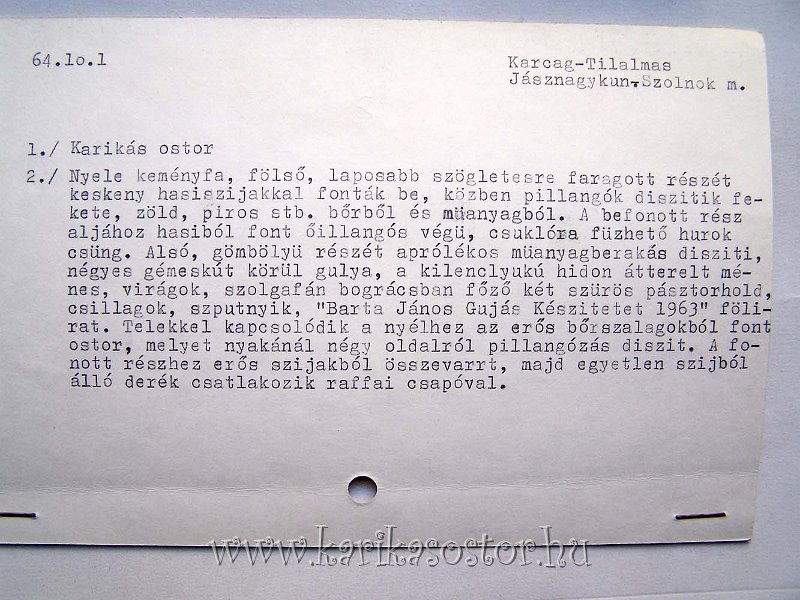 64.lo.l
Karcag-Tilalmas
Jásznagykun-Szolnok m.
1./ Karikás ostor
2./ Nyele keményfa, fölső, laposabb szögletesre faragott részét
keskeny hasiszijakkal fonták be, közben pillangók diszitik fe-
kete, zöld, piros stb. bőrből és müanyagból. A befonott rész
aljához hasiból font őillangós végü, csuklóra füzhető hurok
csüng. Alsó, gömbölyü részét aprólékos müanyagberakás disziti,
négyes gémeskút körül gulya, a kilenclyukú hidon átterelt mé-
nes, virágok, szolgafán bográcsban főző két szürös pásztorhold,
csillagok, szputnyik, "Barta János Gujás Készitetet 1963" föli-
rat. Telekkel kapcsolódik a nyélhez az erős bőrszalagokból font
ostor, melyet nyakánál négy oldalról pillangózás diszit. A fo-
nott részhez erős szijakból összevarrt, majd egyetlen szijból
álló derék csatlakozik raffai csapóval.
www.karikasostor.hu